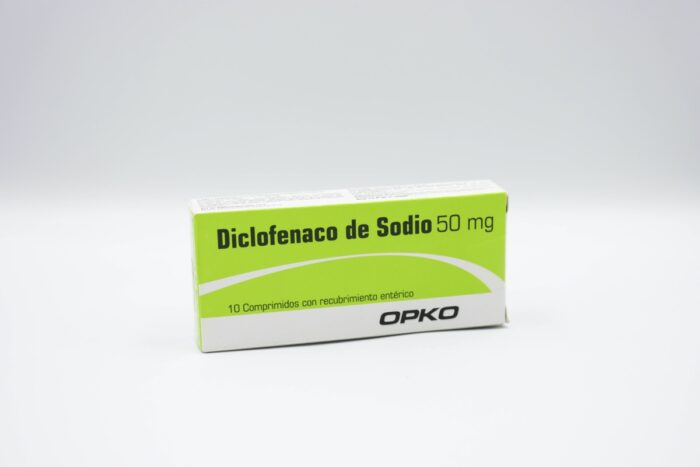 Diclofenaco de Sodio 50 mg
10 Comprimidos con recubrimiento entérico
OPKO